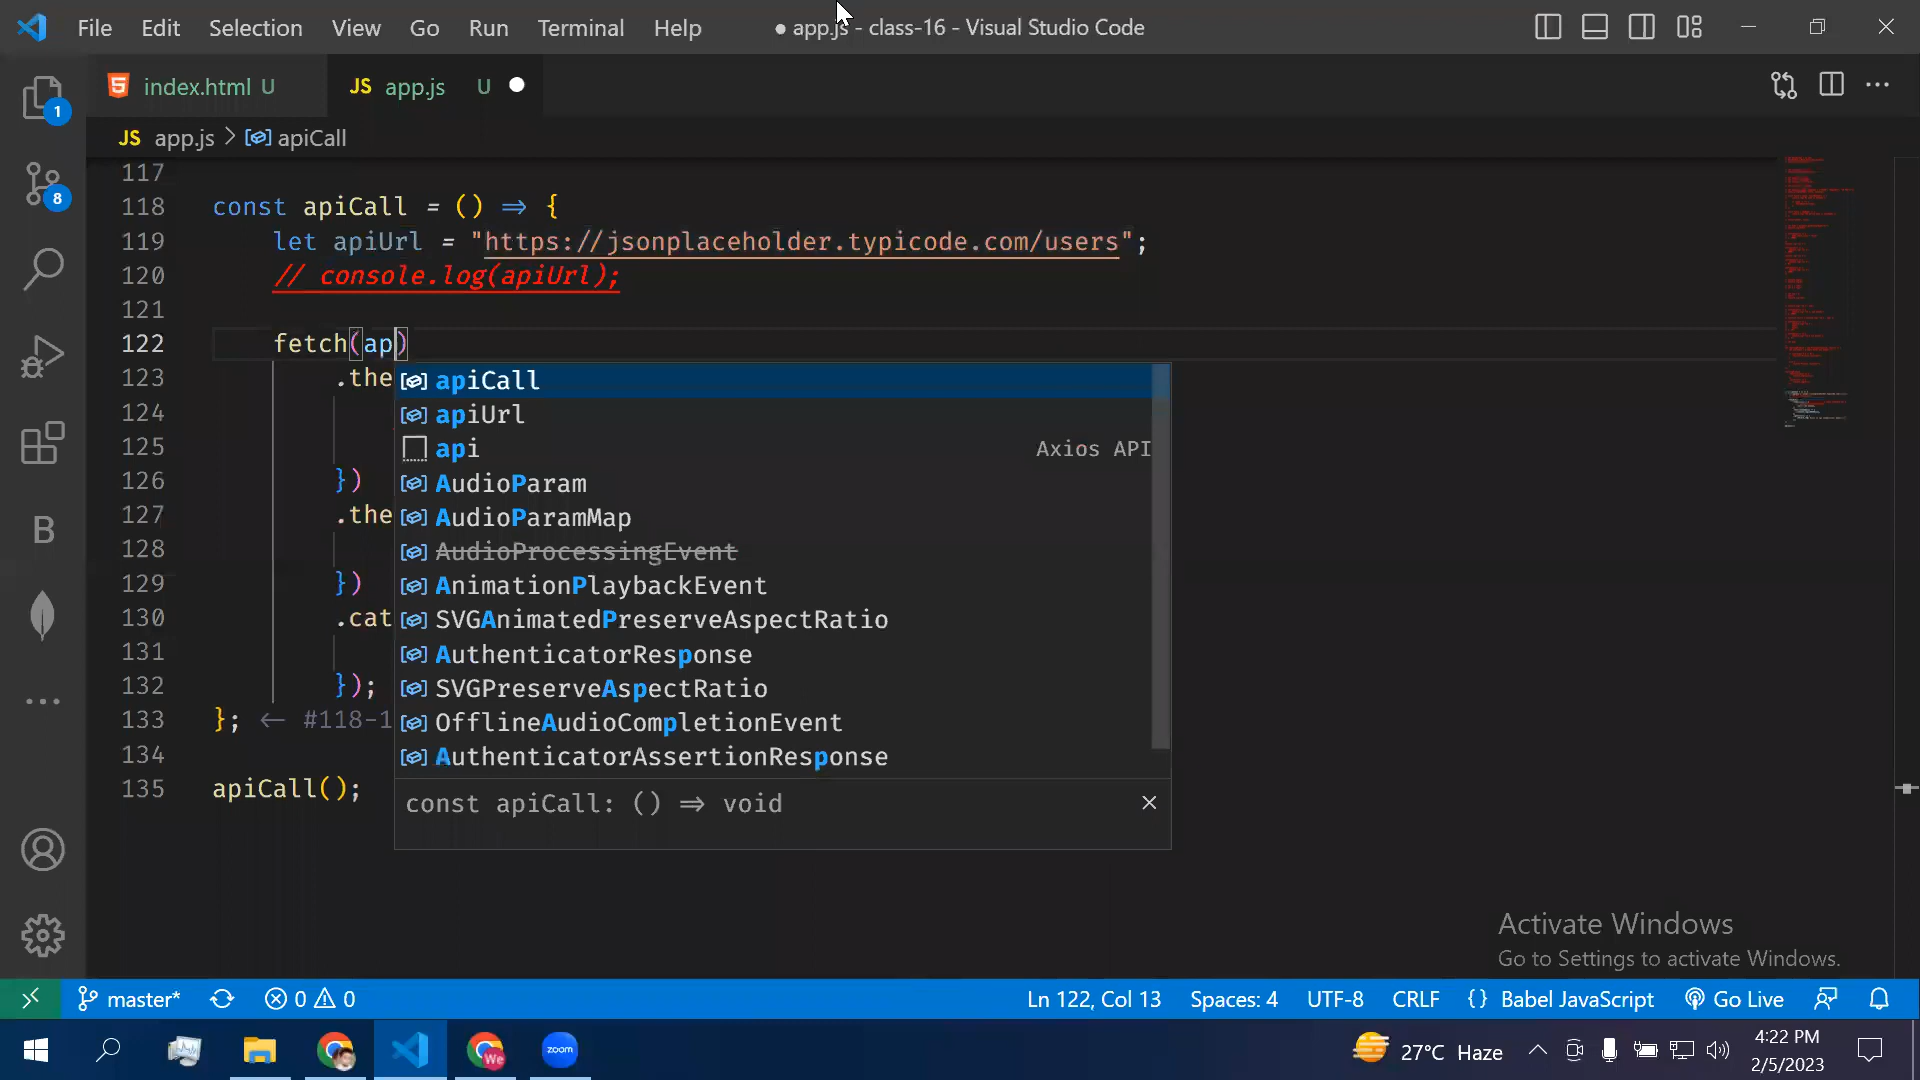 File Edit Selection View Go Run Terminal Help ● app.js - class-16 - Visual Studio Code
index.html U JS app.js U
1
JS app.js > apiCall
117
118 const apiCall = () ⇒ {
8
119 let apiUrl = "https://jsonplaceholder.typicode.com/users";
120 // console.log(apiUrl);
121
122 fetch(ap)
123 .the apiCall
124 apiUrl
125 api Axios API
126 }) AudioParam
127 .the AudioParamMap
128 AudioProcessingEvent
129 }) AnimationPlaybackEvent
130 .cat SVGAnimatedPreserveAspectRatio
131 AuthenticatorResponse
132 }); SVGPreserveAspectRatio
133 }; ← #118-1 OfflineAudioCompletionEvent
134 AuthenticatorAssertionResponse
135 apiCall(); const apiCall: () ⇒ void
B
Activate Windows
Go to Settings to activate Windows.
master* 0 0 Ln 122, Col 13 Spaces: 4 UTF-8 CRLF {} Babel JavaScript Go Live
We zoom 27°C Haze 4:22 PM
2/5/2023